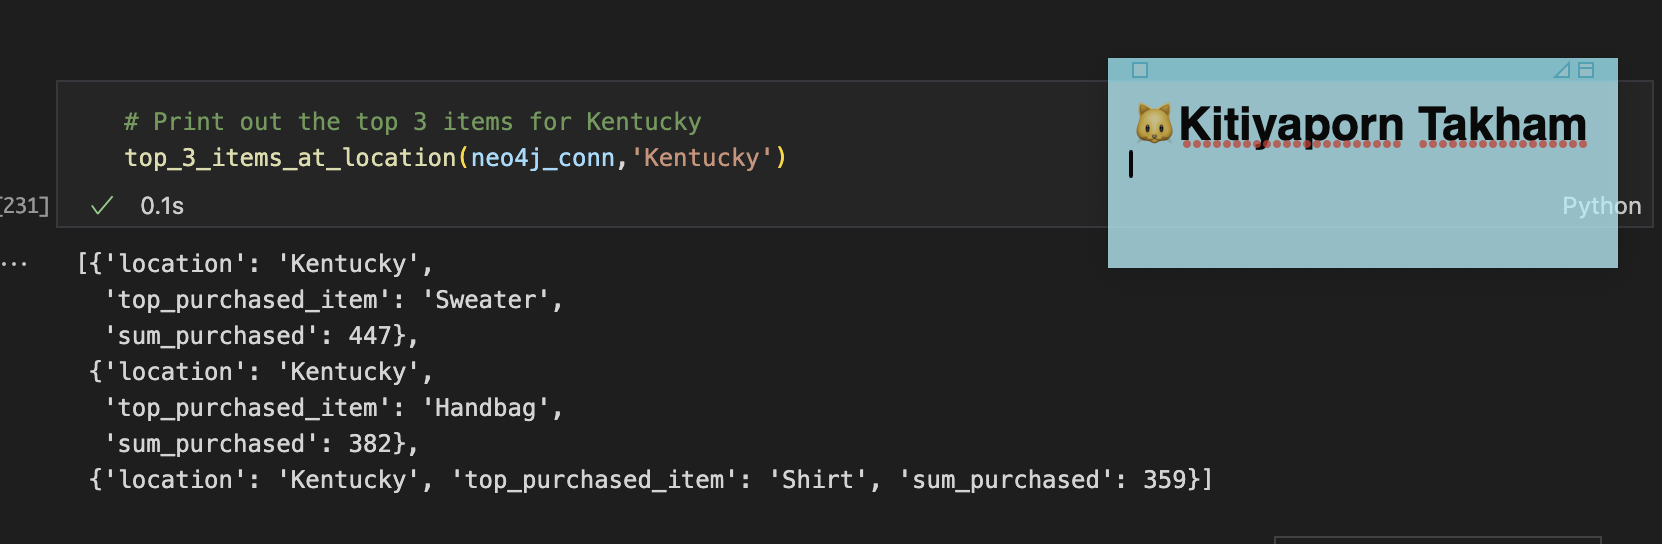 # Print out the top 3 items for Kentucky
top_3_items_at_location(neo4j_conn,'Kentucky')
🐱Kitiyaporn Takham
[231]
0.1s
Python
...
[{'location': 'Kentucky',
'top_purchased_item': 'Sweater',
'sum_purchased': 447},
{'location': 'Kentucky',
'top_purchased_item': 'Handbag',
'sum_purchased': 382},
{'location': 'Kentucky', 'top_purchased_item': 'Shirt', 'sum_purchased': 359}]